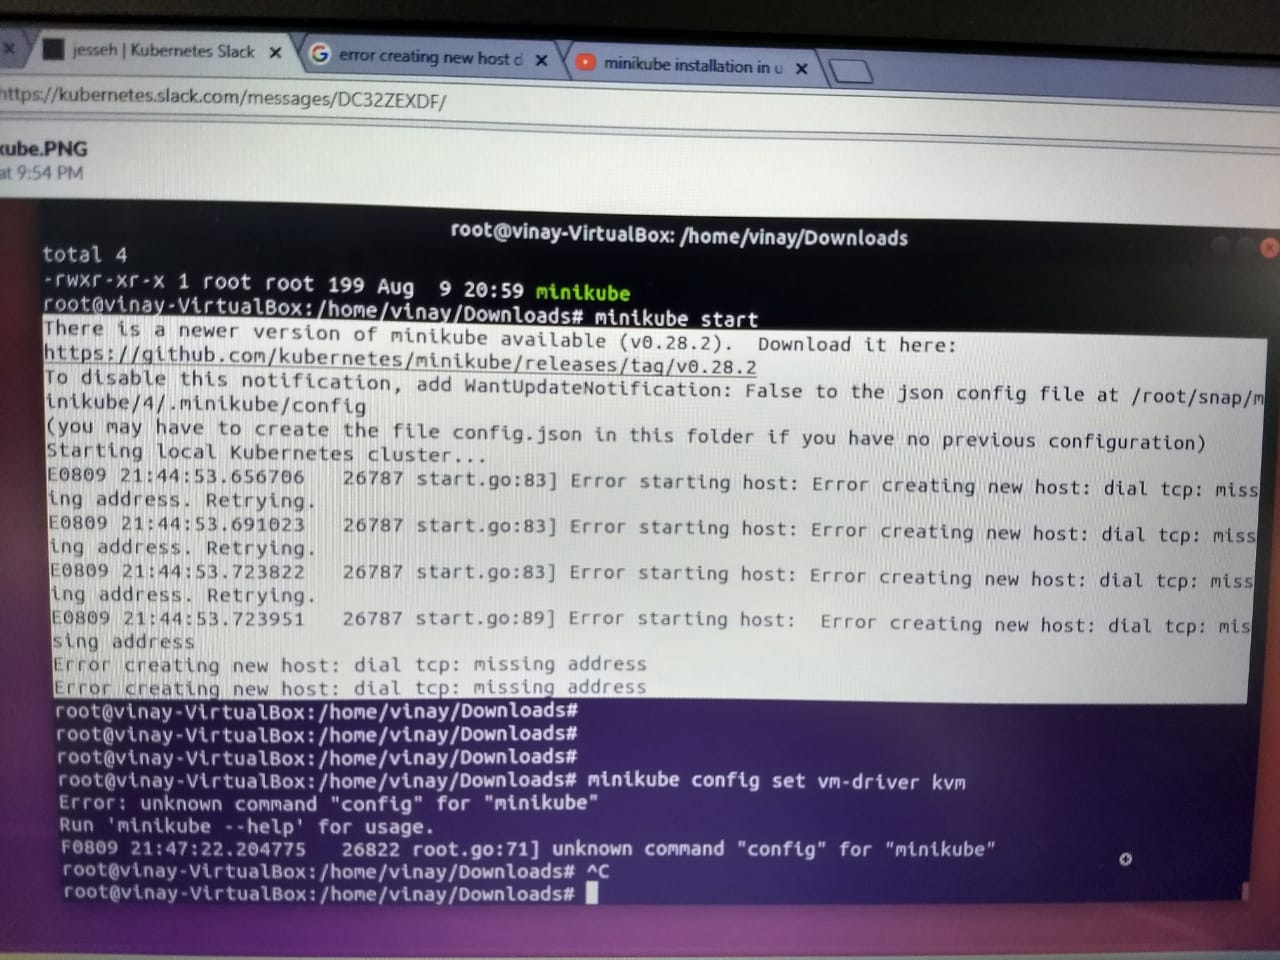 jesseh | Kubernetes Slack
error creating new host
minikube installation in u
https://kubernetes.slack.com/messages/DC32ZEXDF/
kube.PNG
at 9:54 PM
root@vinay-VirtualBox: /home/vinay/Downloads
total 4
-rwxr-xr-x 1 root root 199 Aug  9 20:59 minikube
root@vinay-VirtualBox:/home/vinay/Downloads# minikube start
There is a newer version of minikube available (v0.28.2).  Download it here:
https://github.com/kubernetes/minikube/releases/tag/v0.28.2
To disable this notification, add WantUpdateNotification: False to the json config file at /root/snap/m
inikube/4/.minikube/config
(you may have to create the file config.json in this folder if you have no previous configuration)
Starting local Kubernetes cluster...
E0809 21:44:53.656706   26787 start.go:83] Error starting host: Error creating new host: dial tcp: miss
ing address. Retrying.
E0809 21:44:53.691023   26787 start.go:83] Error starting host: Error creating new host: dial tcp: miss
ing address. Retrying.
E0809 21:44:53.723822   26787 start.go:83] Error starting host: Error creating new host: dial tcp: miss
ing address. Retrying.
E0809 21:44:53.723951   26787 start.go:89] Error starting host:  Error creating new host: dial tcp: mis
sing address
Error creating new host: dial tcp: missing address
Error creating new host: dial tcp: missing address
root@vinay-VirtualBox:/home/vinay/Downloads#
root@vinay-VirtualBox:/home/vinay/Downloads#
root@vinay-VirtualBox:/home/vinay/Downloads#
root@vinay-VirtualBox:/home/vinay/Downloads# minikube config set vm-driver kvm
Error: unknown command "config" for "minikube"
Run 'minikube --help' for usage.
F0809 21:47:22.204775   26822 root.go:71] unknown command "config" for "minikube"
root@vinay-VirtualBox:/home/vinay/Downloads# ^C
root@vinay-VirtualBox:/home/vinay/Downloads#